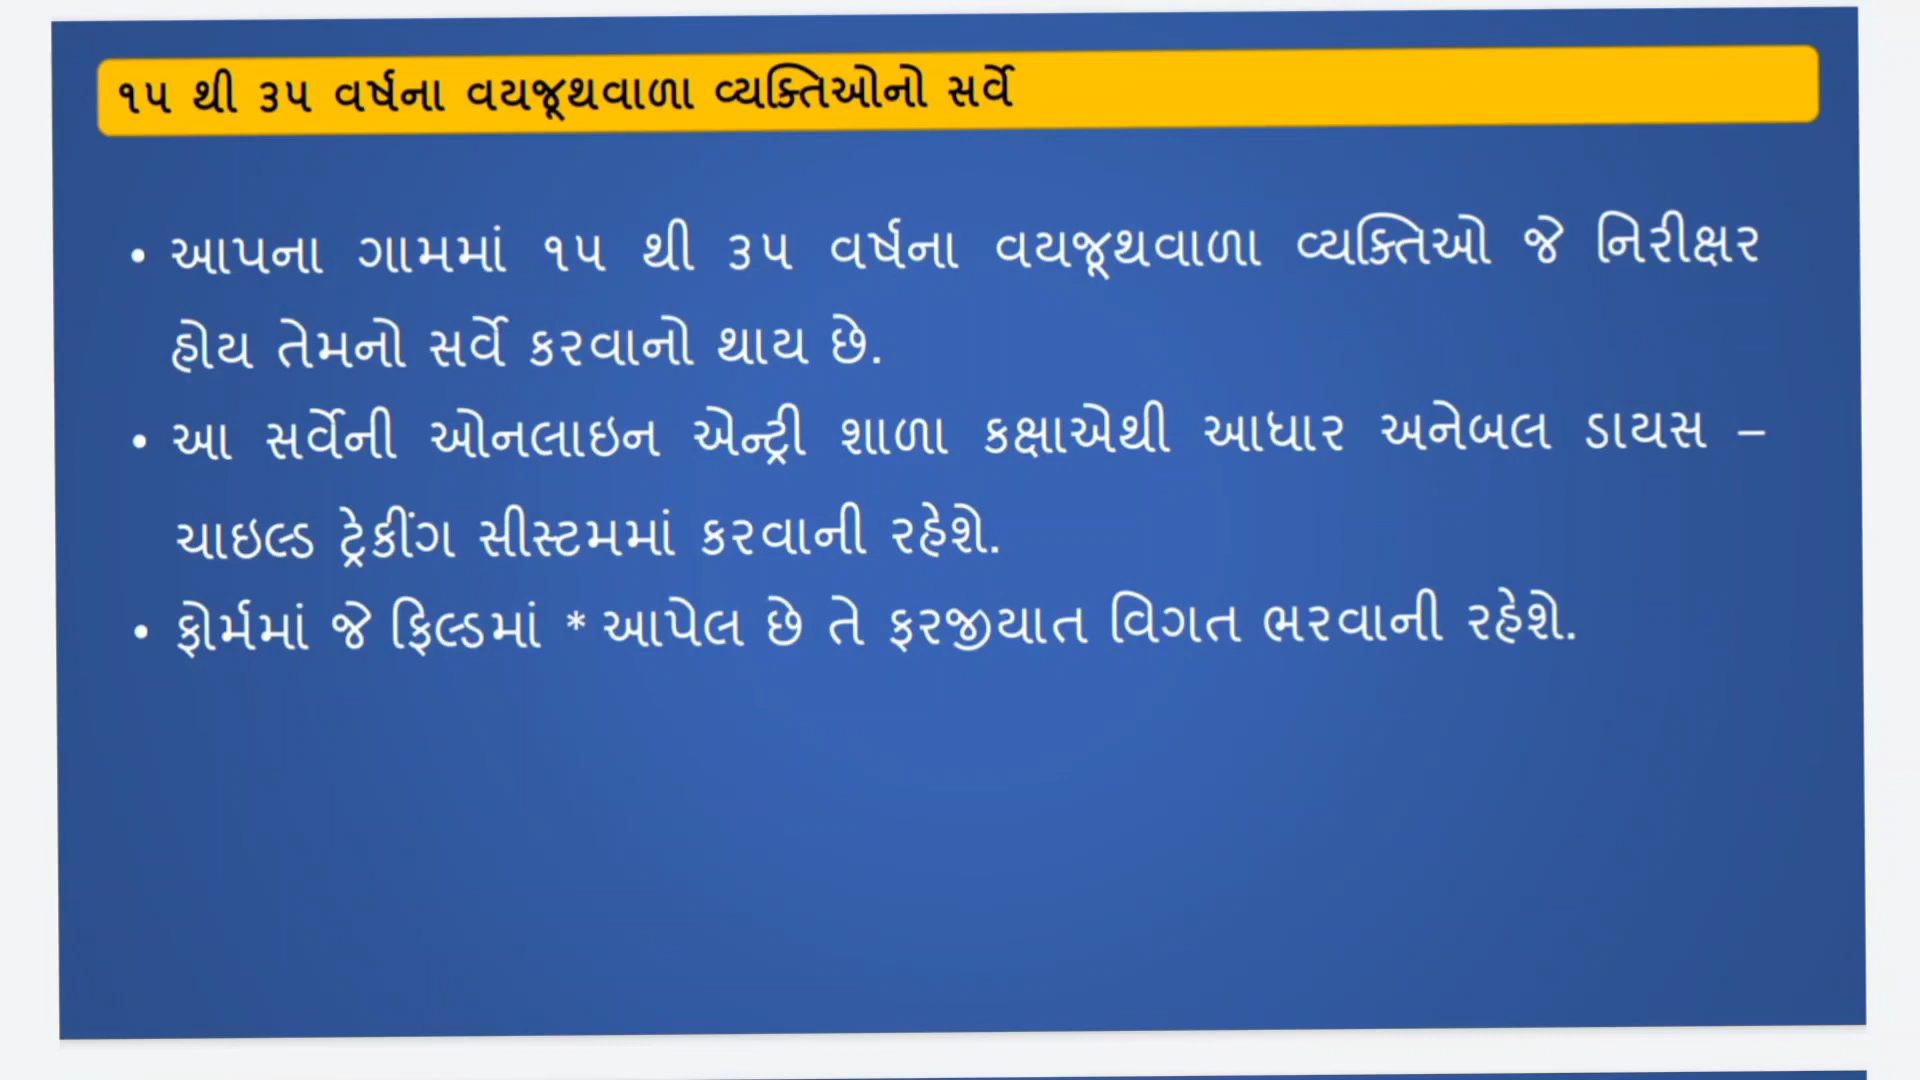 ૧૫ થી ૩૫ વર્ષના વયજૂથવાળા વ્યક્તિઓનો સર્વે
• આપના ગામમાં ૧૫ થી ૩૫ વર્ષના વયજૂથવાળા વ્યક્તિઓ જે નિરીક્ષર
હોય તેમનો સર્વે કરવાનો થાય છે.
• આ સર્વેની ઓનલાઇન એન્ટ્રી શાળા કક્ષાએથી આધાર અનેબલ ડાયસ –
ચાઇલ્ડ ટ્રેકીંગ સીસ્ટમમાં કરવાની રહેશે.
• ફોર્મમાં જે ફિલ્ડમાં * આપેલ છે તે ફરજીયાત વિગત ભરવાની રહેશે.